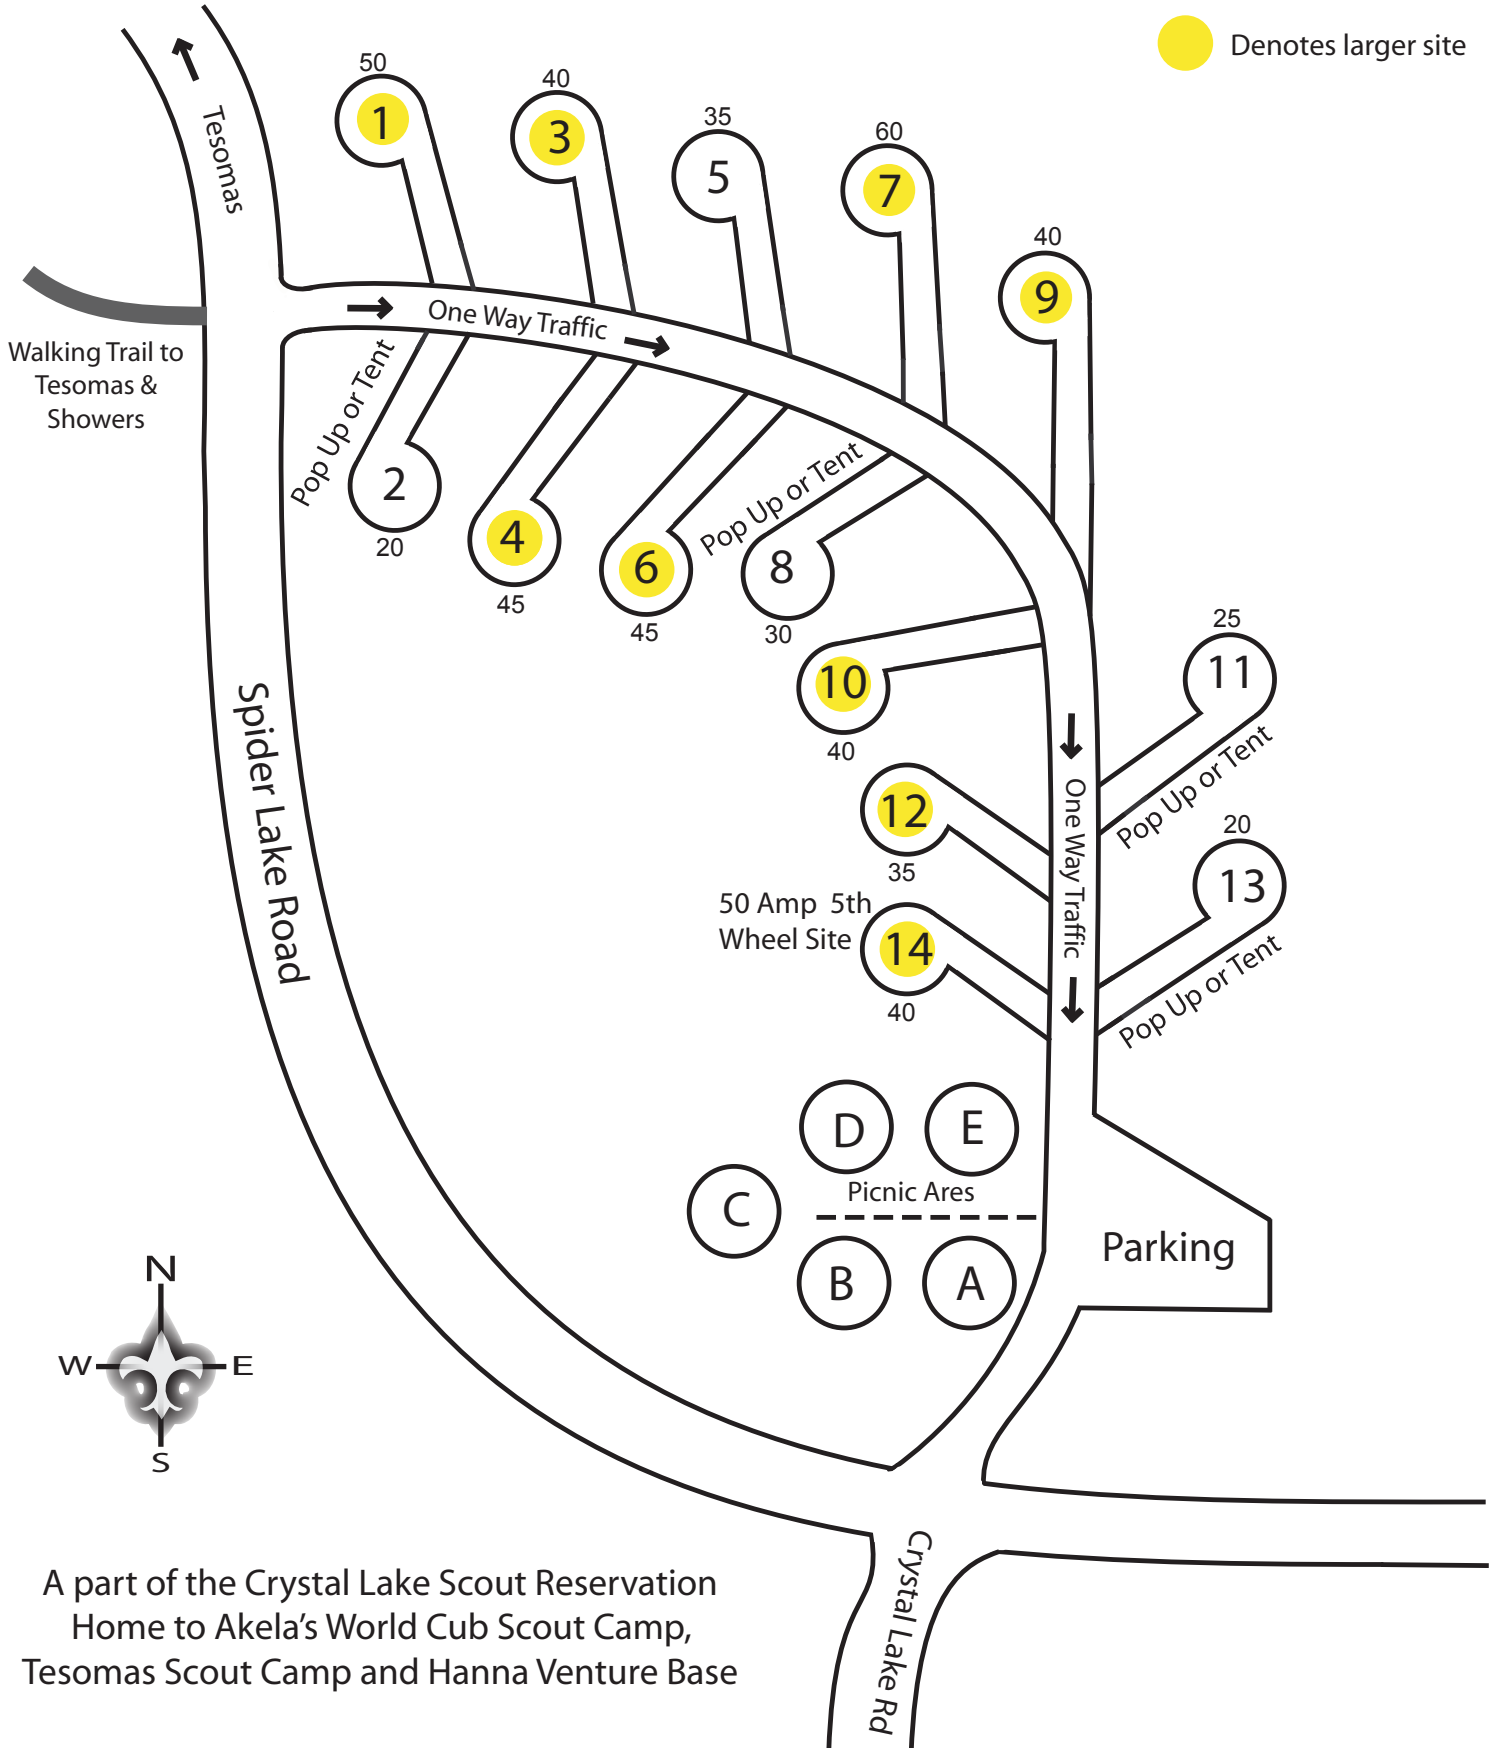 Denotes larger site
50
1
40
3
35
5
60
7
40
9
Tesomas
One Way Traffic
Walking Trail to
Tesomas &
Showers
Pop Up or Tent
2
20
4
45
6
45
Pop Up or Tent
8
30
10
40
25
11
Pop Up or Tent
12
35
One Way Traffic
20
13
Pop Up or Tent
50 Amp 5th
Wheel Site
14
40
Spider Lake Road
D
E
Picnic Ares
C
B
A
Parking
N
W
E
S
A part of the Crystal Lake Scout Reservation
Home to Akela’s World Cub Scout Camp,
Tesomas Scout Camp and Hanna Venture Base
Crystal Lake Rd